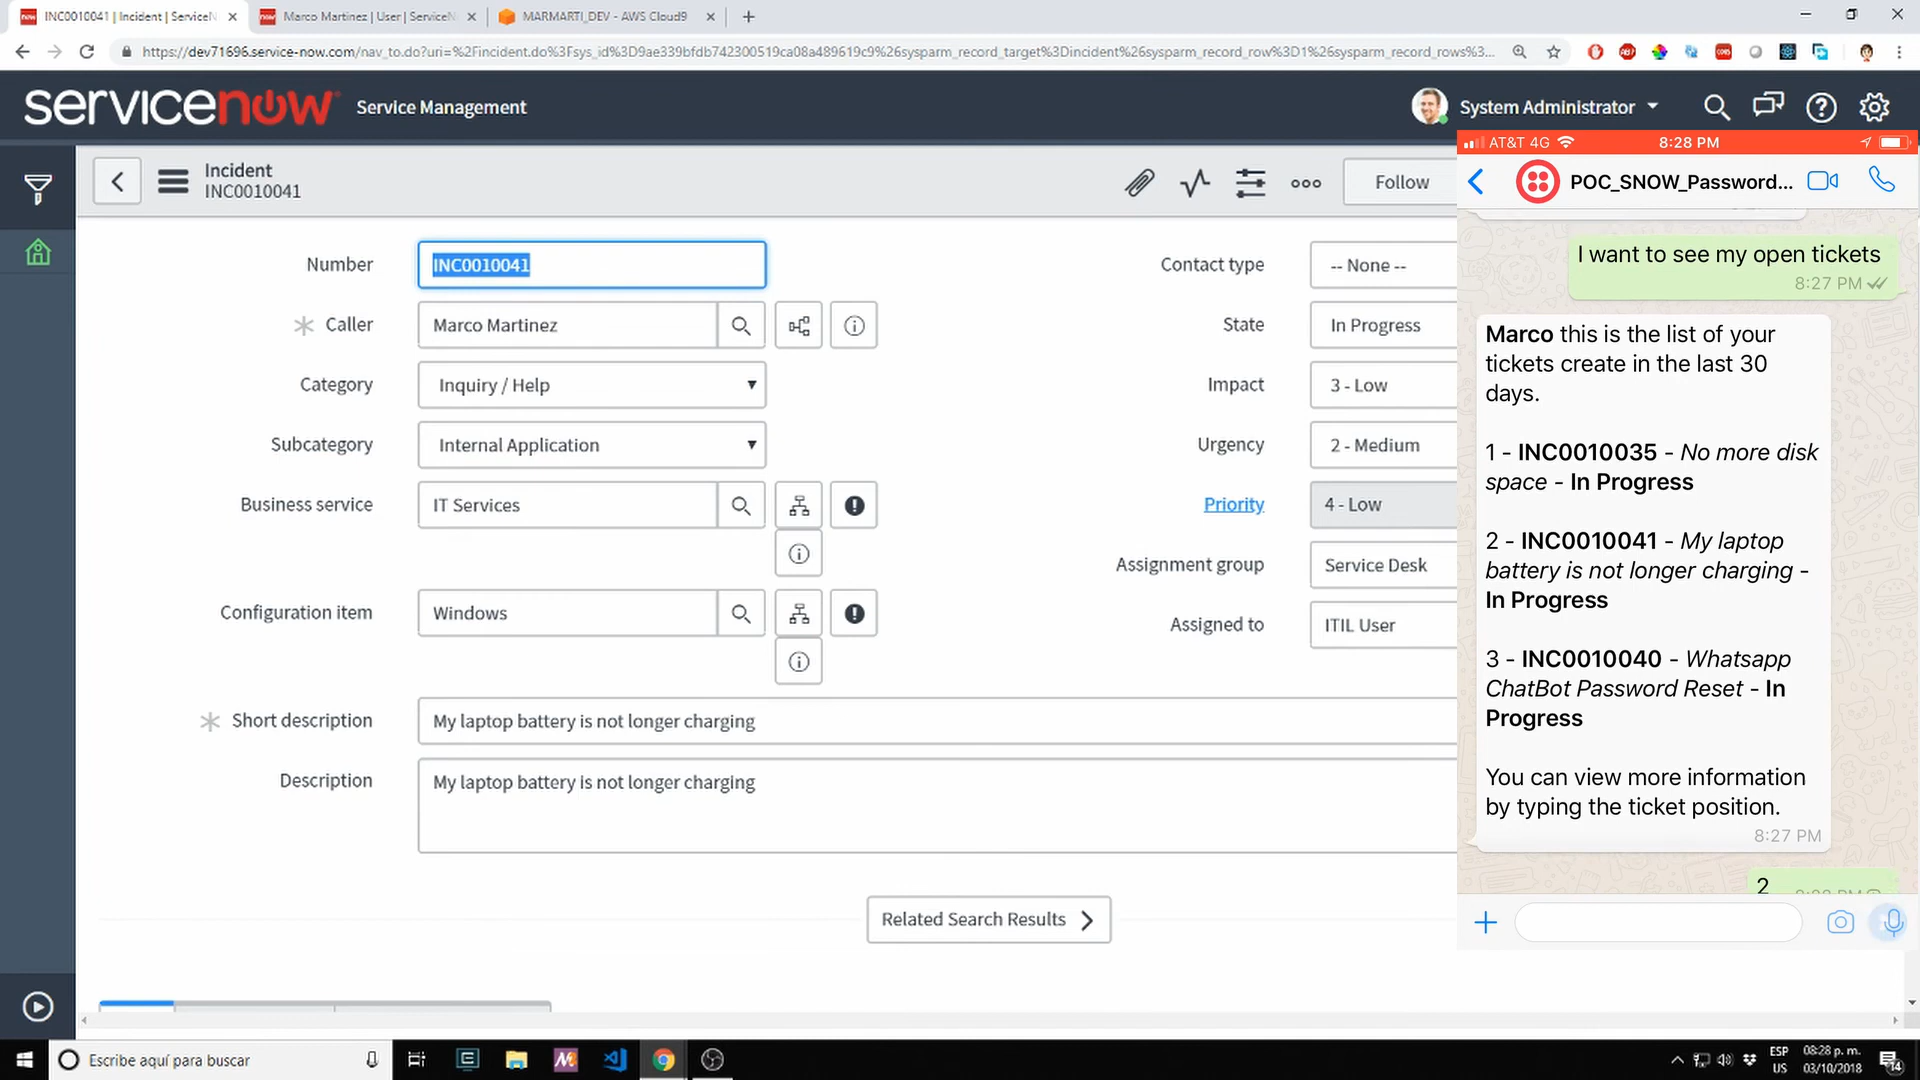 INC0010041 | Incident | ServiceN
Marco Martinez | User | ServiceN
MARMARTI_DEV - AWS Cloud9
https://dev71696.service-now.com/nav_to.do?uri=%2Fincident.do%3Fsys_id%3D9ae339bfdb742300519ca08a489619c9%26sysparm_record_target%3Dincident%26sysparm_record_row%3D1%26sysparm_record_rows%3...
servicenow
Service Management
System Administrator
AT&T 4G
8:28 PM
Incident
INC0010041
Follow
POC_SNOW_Password...
Number
INC0010041
Contact type
-- None --
I want to see my open tickets
8:27 PM
Caller
Marco Martinez
State
In Progress
Category
Inquiry / Help
Impact
3 - Low
Subcategory
Internal Application
Urgency
2 - Medium
Business service
IT Services
Priority
4 - Low
Assignment group
Service Desk
Configuration item
Windows
Assigned to
ITIL User
Short description
My laptop battery is not longer charging
Description
My laptop battery is not longer charging
Related Search Results
Marco this is the list of your
tickets create in the last 30
days.
1 - INC0010035 - No more disk
space - In Progress
2 - INC0010041 - My laptop
battery is not longer charging -
In Progress
3 - INC0010040 - Whatsapp
ChatBot Password Reset - In
Progress
You can view more information
by typing the ticket position.
8:27 PM
2
Escribe aquí para buscar
ESP
US
08:28 p. m.
03/10/2018
14